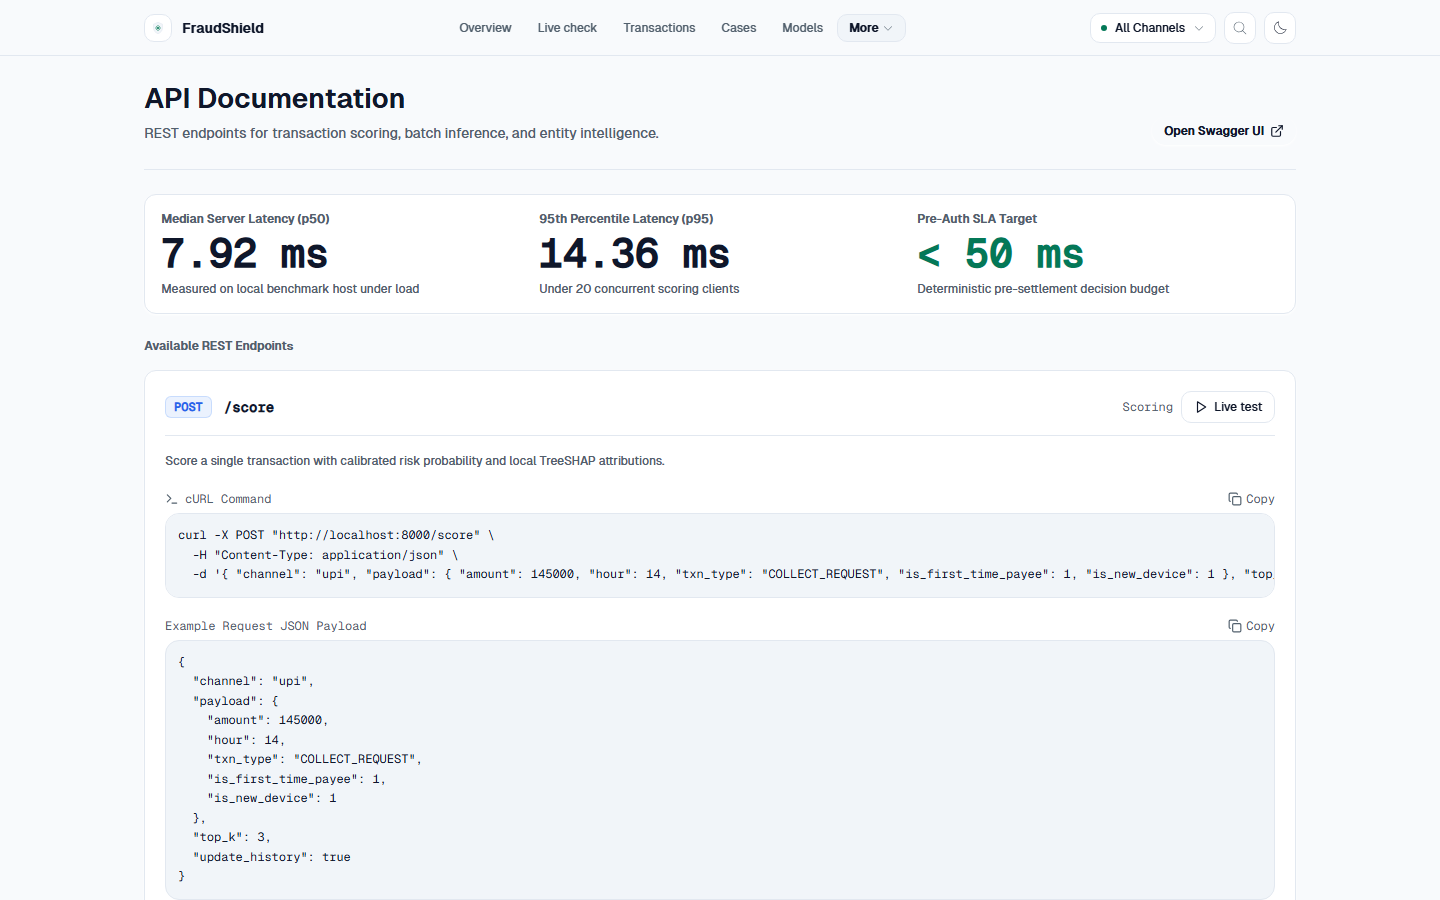 FraudShield
Overview
Live check
Transactions
Cases
Models
More
All Channels
API Documentation
REST endpoints for transaction scoring, batch inference, and entity intelligence.
Open Swagger UI
Median Server Latency (p50)
7.92 ms
Measured on local benchmark host under load
95th Percentile Latency (p95)
14.36 ms
Under 20 concurrent scoring clients
Pre-Auth SLA Target
< 50 ms
Deterministic pre-settlement decision budget
Available REST Endpoints
POST /score
Scoring
Live test
Score a single transaction with calibrated risk probability and local TreeSHAP attributions.
cURL Command
Copy
curl -X POST "http://localhost:8000/score" \
-H "Content-Type: application/json" \
-d '{ "channel": "upi", "payload": { "amount": 145000, "hour": 14, "txn_type": "COLLECT_REQUEST", "is_first_time_payee": 1, "is_new_device": 1 }, "top_
Example Request JSON Payload
Copy
{
"channel": "upi",
"payload": {
"amount": 145000,
"hour": 14,
"txn_type": "COLLECT_REQUEST",
"is_first_time_payee": 1,
"is_new_device": 1
},
"top_k": 3,
"update_history": true
}